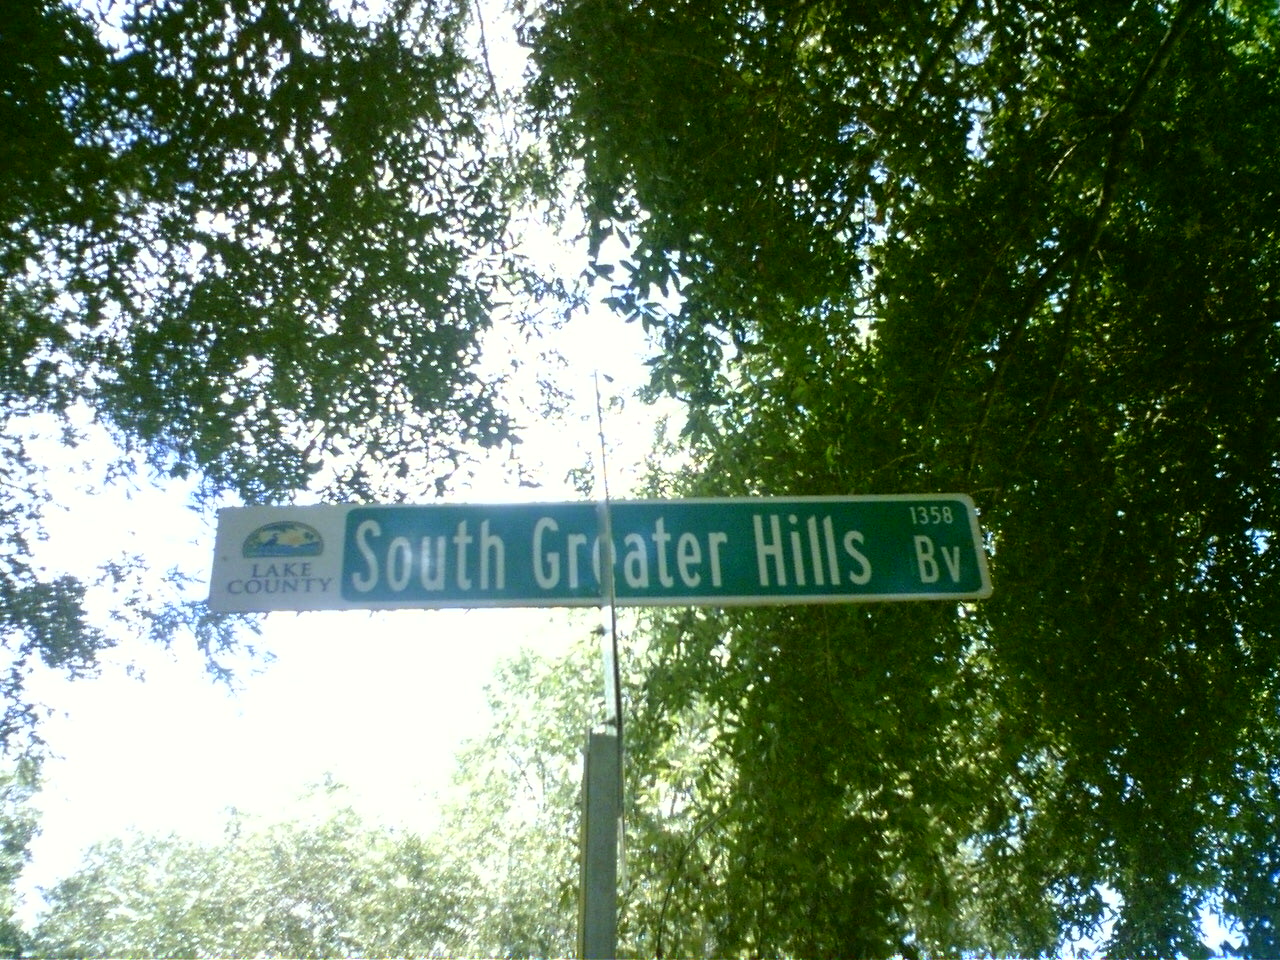 LAKE
COUNTY
South Greater Hills
1358
Bv